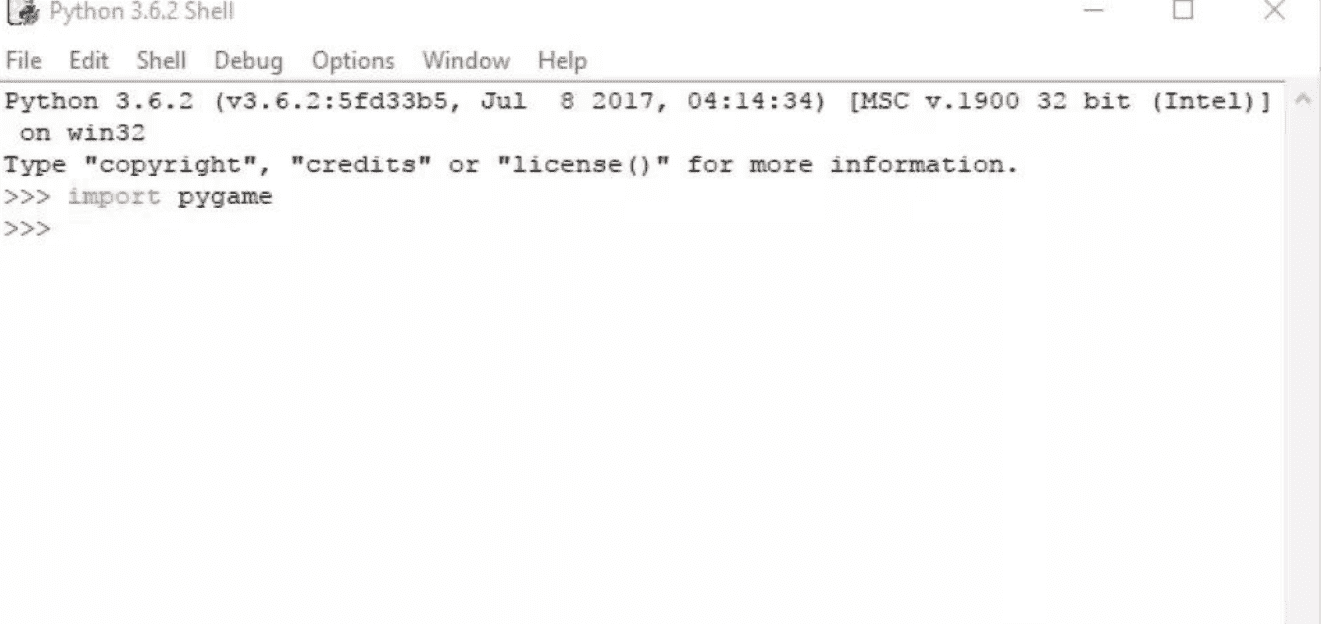 Python 3.6.2 Shell
File Edit Shell Debug Options Window Help
Python 3.6.2 (v3.6.2:5fd33b5, Jul  8 2017, 04:14:34) [MSC v.1900 32 bit (Intel)]
 on win32
Type "copyright", "credits" or "license()" for more information.
>>> import pygame
>>>